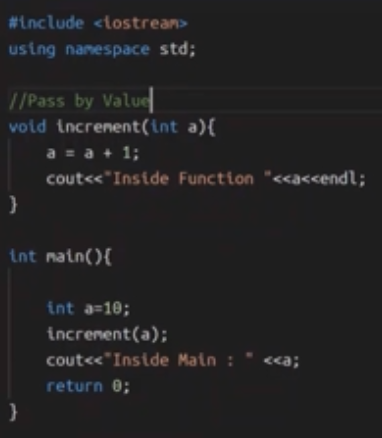 #include <iostream>
using namespace std;
//Pass by Value
void increment(int a){
a = a + 1;
cout<<"Inside Function "<<a<<endl;
}
int main(){
int a=10;
increment(a);
cout<<"Inside Main : " <<a;
return 0;
}